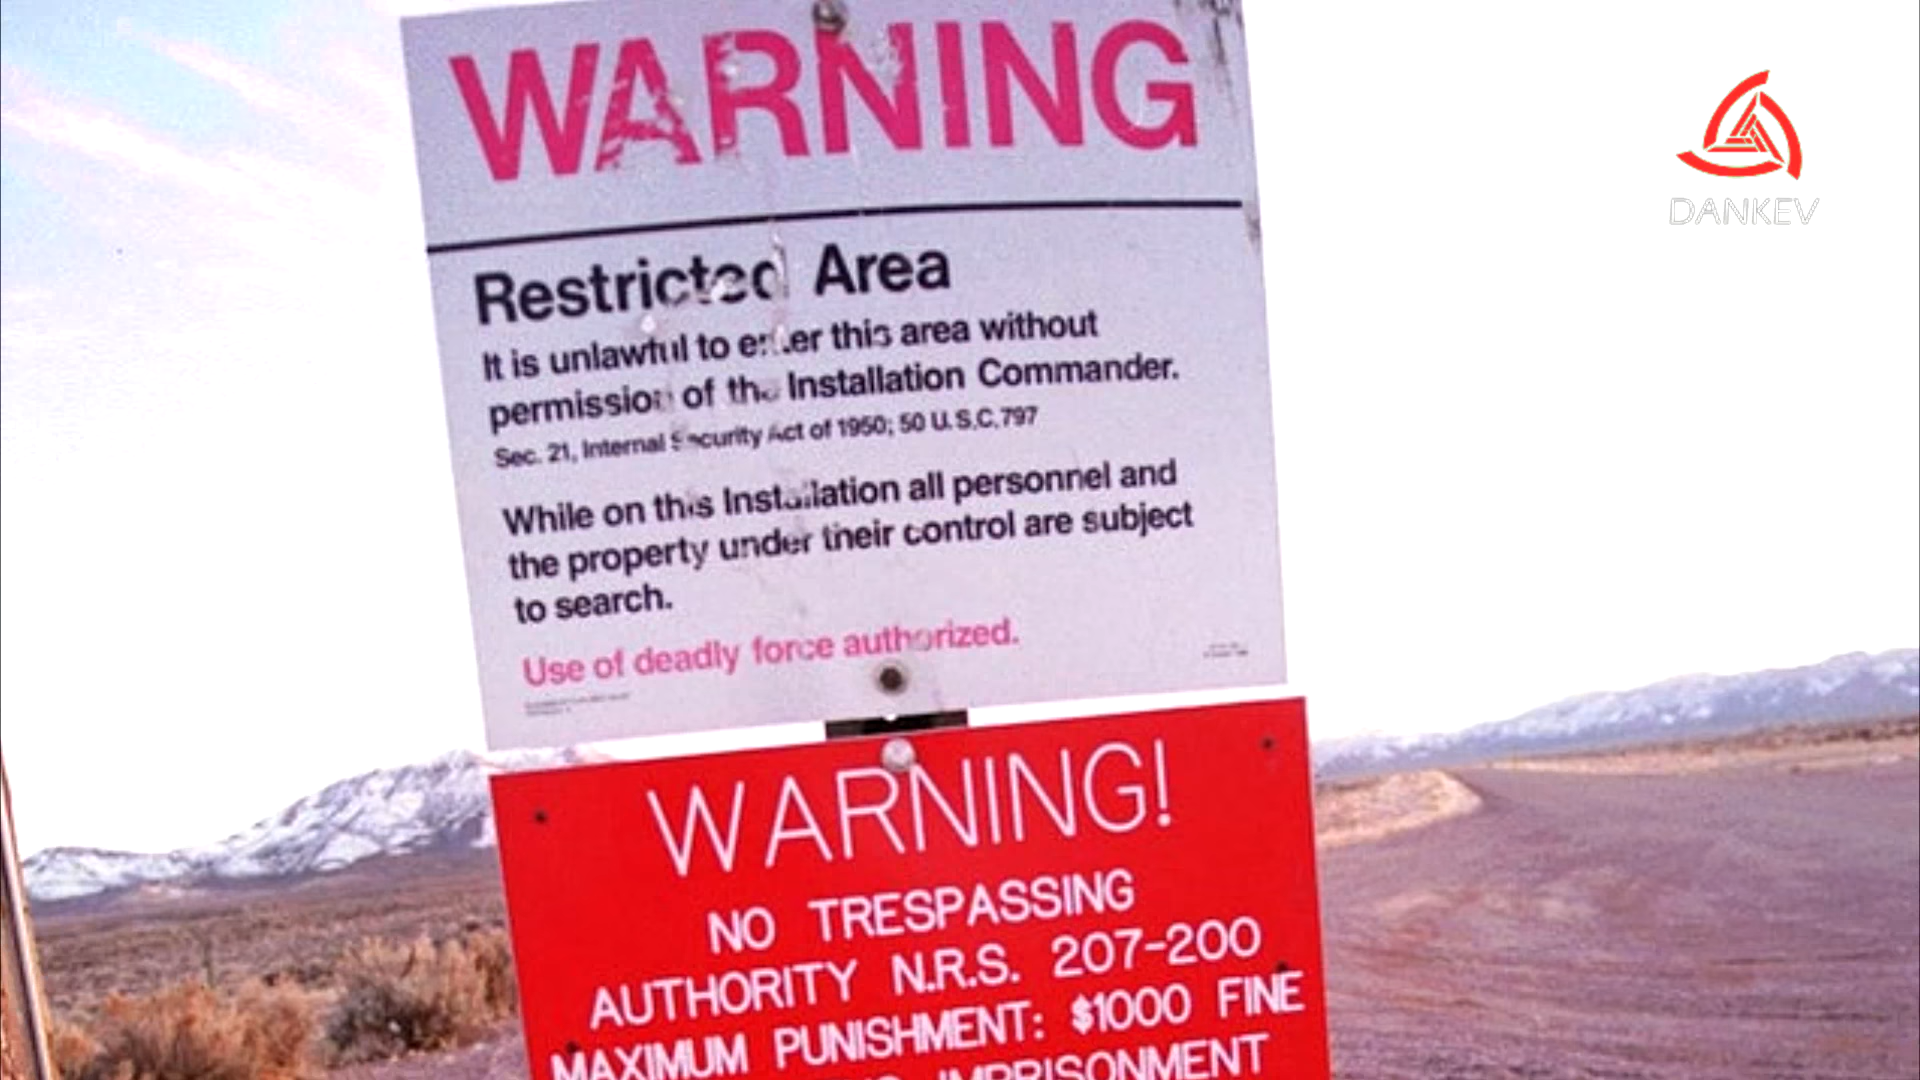 WARNING
DANKEV
Restricted Area
It is unlawful to enter this area without
permission of the Installation Commander.
Sec. 21, Internal Security Act of 1950; 50 U.S.C. 797
While on this Installation all personnel and
the property under their control are subject
to search.
Use of deadly force authorized.
WARNING!
NO TRESPASSING
AUTHORITY N.R.S. 207-200
MAXIMUM PUNISHMENT: $1000 FINE
IMPRISONMENT